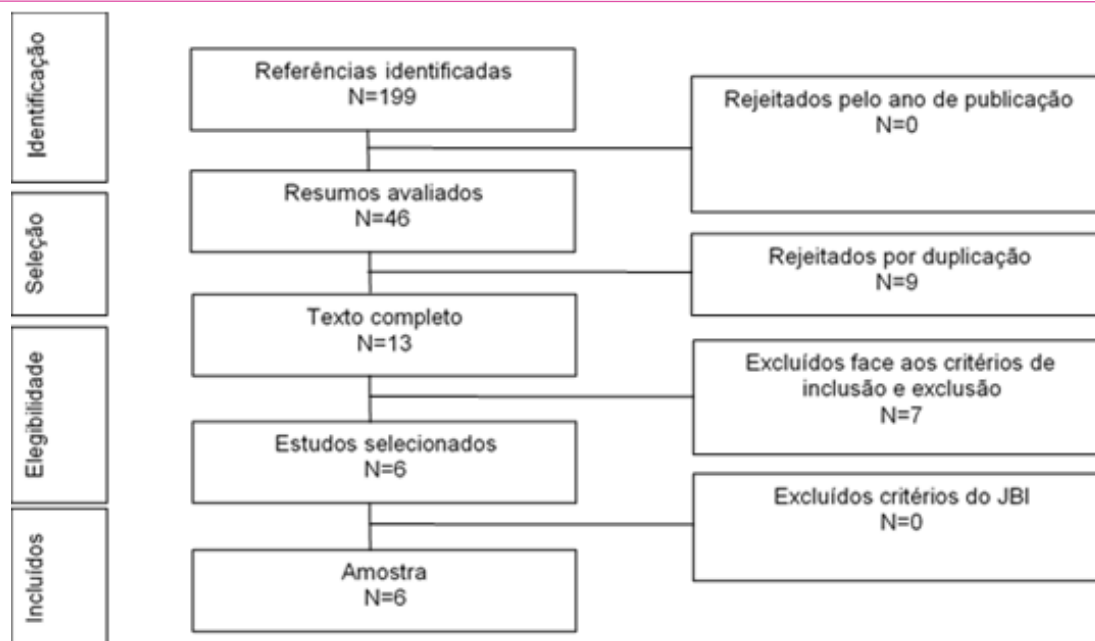 Identificação
Referências identificadas
N=199
Rejeitados pelo ano de publicação
N=0
Seleção
Resumos avaliados
N=46
Rejeitados por duplicação
N=9
Texto completo
N=13
Elegibilidade
Excluídos face aos critérios de
inclusão e exclusão
N=7
Estudos selecionados
N=6
Excluídos critérios do JBI
N=0
Incluídos
Amostra
N=6